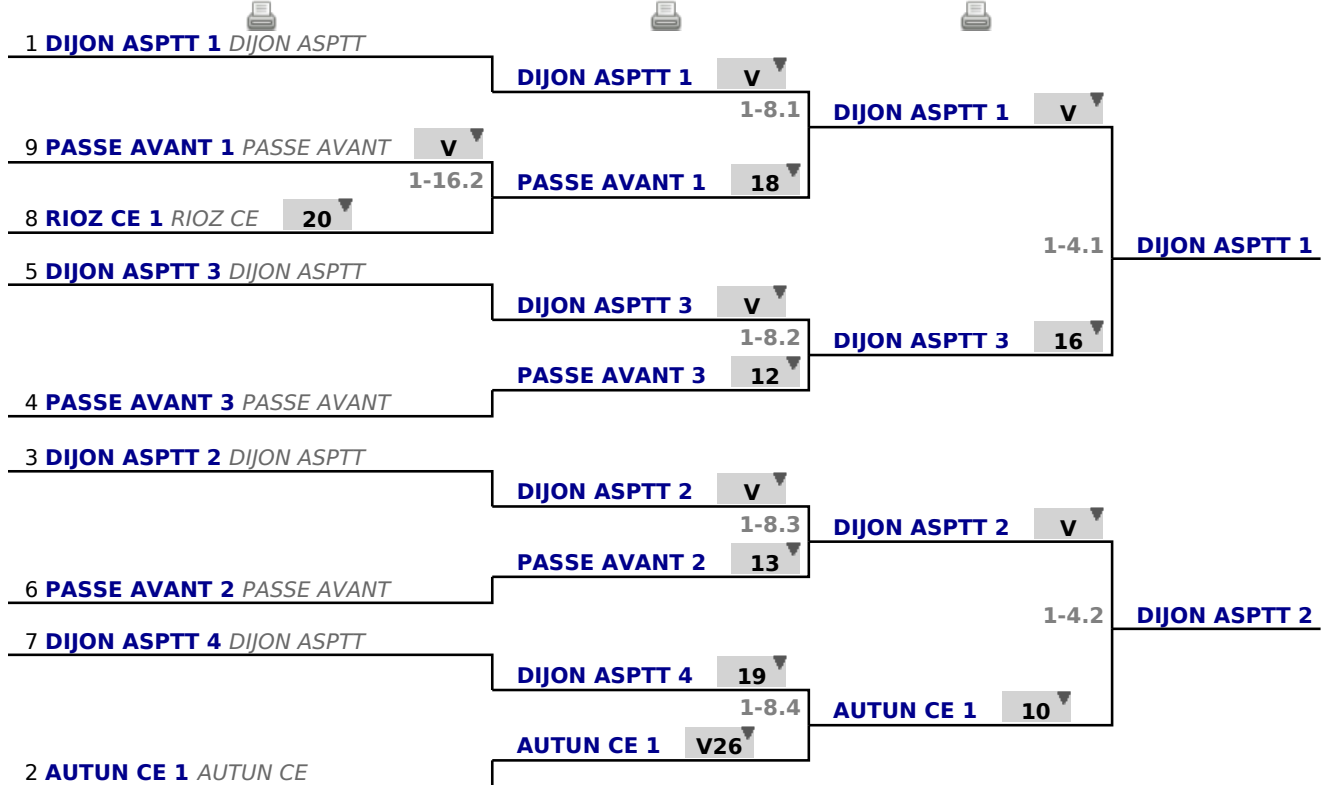 1 DIJON ASPTT 1 DIJON ASPTT
DIJON ASPTT 1 V
1-8.1
DIJON ASPTT 1 V
9 PASSE AVANT 1 PASSE AVANT V
1-16.2
PASSE AVANT 1 18
8 RIOZ CE 1 RIOZ CE 20
1-4.1
DIJON ASPTT 1
5 DIJON ASPTT 3 DIJON ASPTT
DIJON ASPTT 3 V
1-8.2
DIJON ASPTT 3 16
PASSE AVANT 3 12
4 PASSE AVANT 3 PASSE AVANT
3 DIJON ASPTT 2 DIJON ASPTT
DIJON ASPTT 2 V
1-8.3
DIJON ASPTT 2 V
PASSE AVANT 2 13
6 PASSE AVANT 2 PASSE AVANT
1-4.2
DIJON ASPTT 2
7 DIJON ASPTT 4 DIJON ASPTT
DIJON ASPTT 4 19
1-8.4
AUTUN CE 1 10
AUTUN CE 1 V26
2 AUTUN CE 1 AUTUN CE